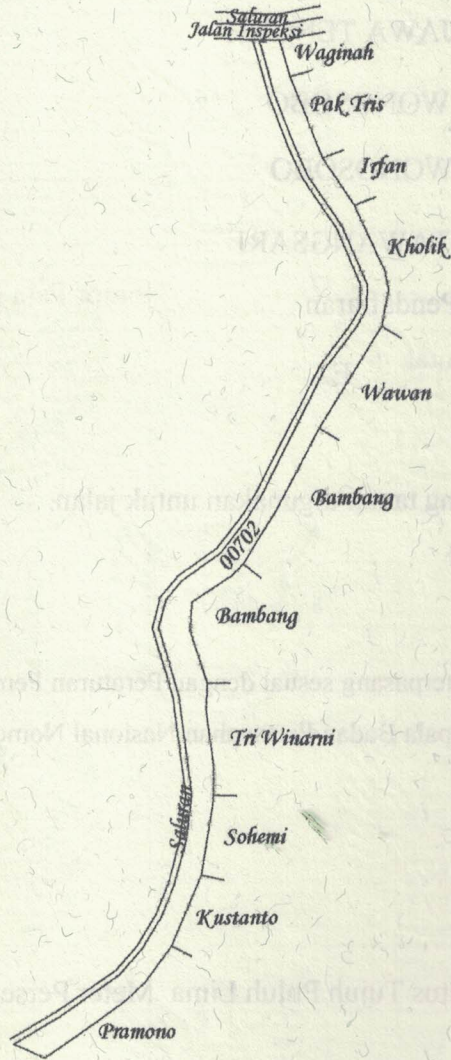 Saluran
Jalan Inspeksi
Waginah
Pak Tris
Irfan
Kholik
Wawan
Bambang
00702
Bambang
Tri Winarni
Saluran
Sohemi
Kustanto
Pramono